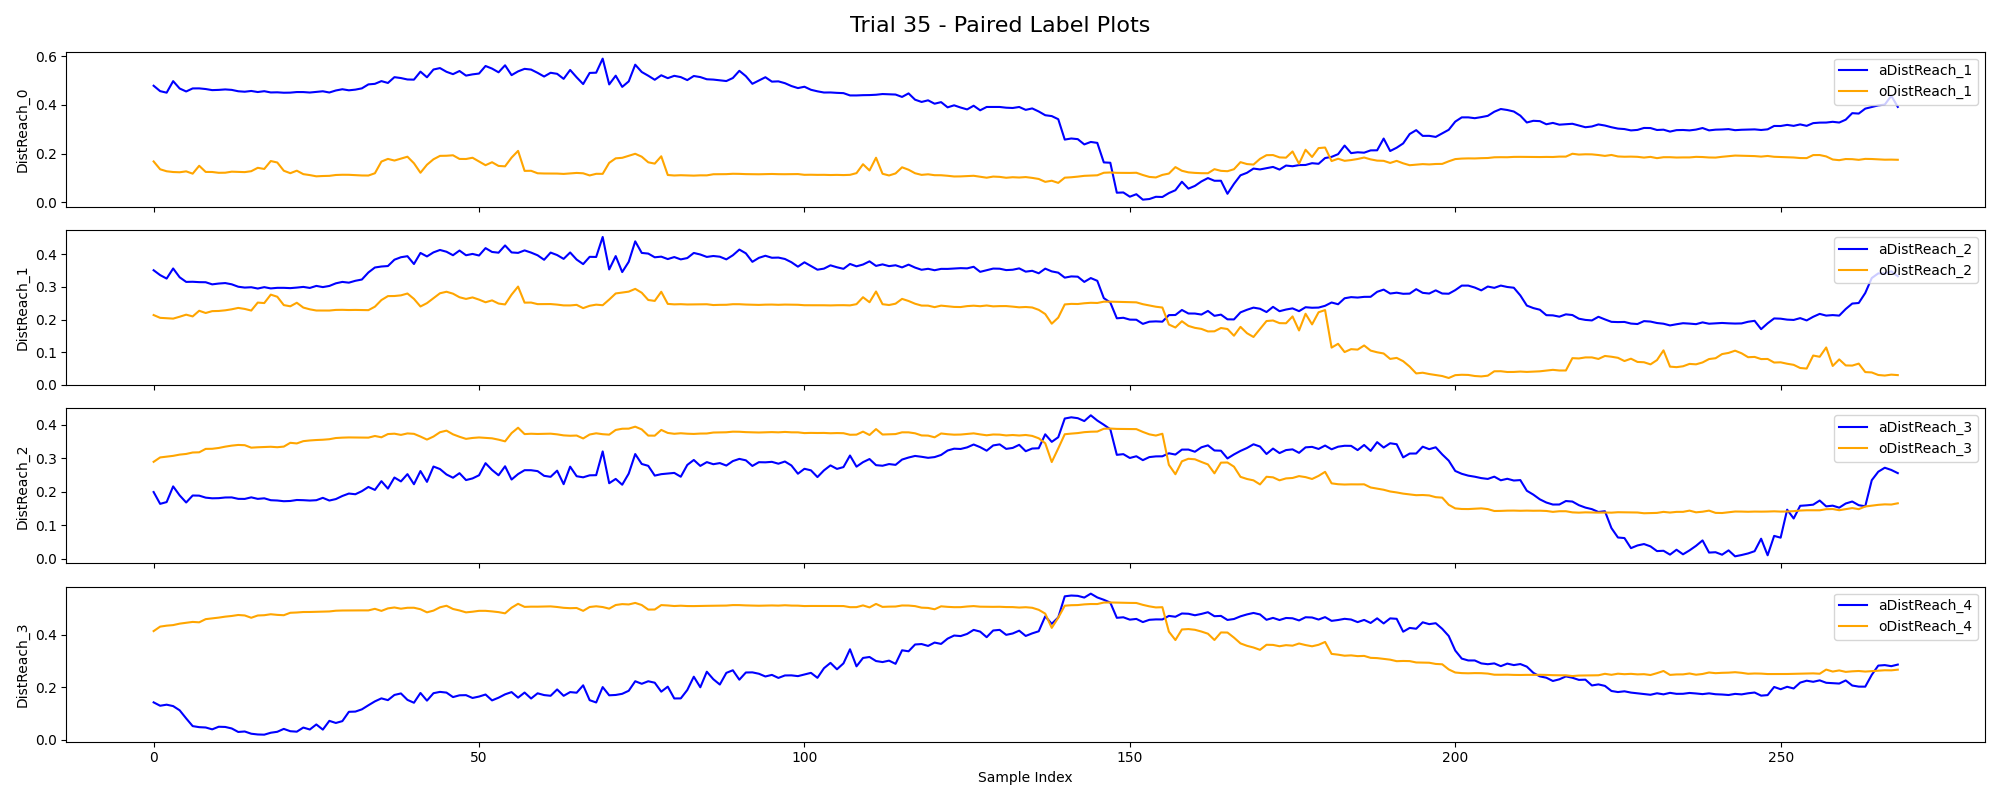 Trial 35 - Paired Label Plots
DistReach_0
0.6
0.4
0.2
0.0
aDistReach_1
oDistReach_1
DistReach_1
0.4
0.3
0.2
0.1
0.0
aDistReach_2
oDistReach_2
DistReach_2
0.4
0.3
0.2
0.1
0.0
aDistReach_3
oDistReach_3
DistReach_3
0.4
0.2
0.0
aDistReach_4
oDistReach_4
0 50 100 150 200 250
Sample Index